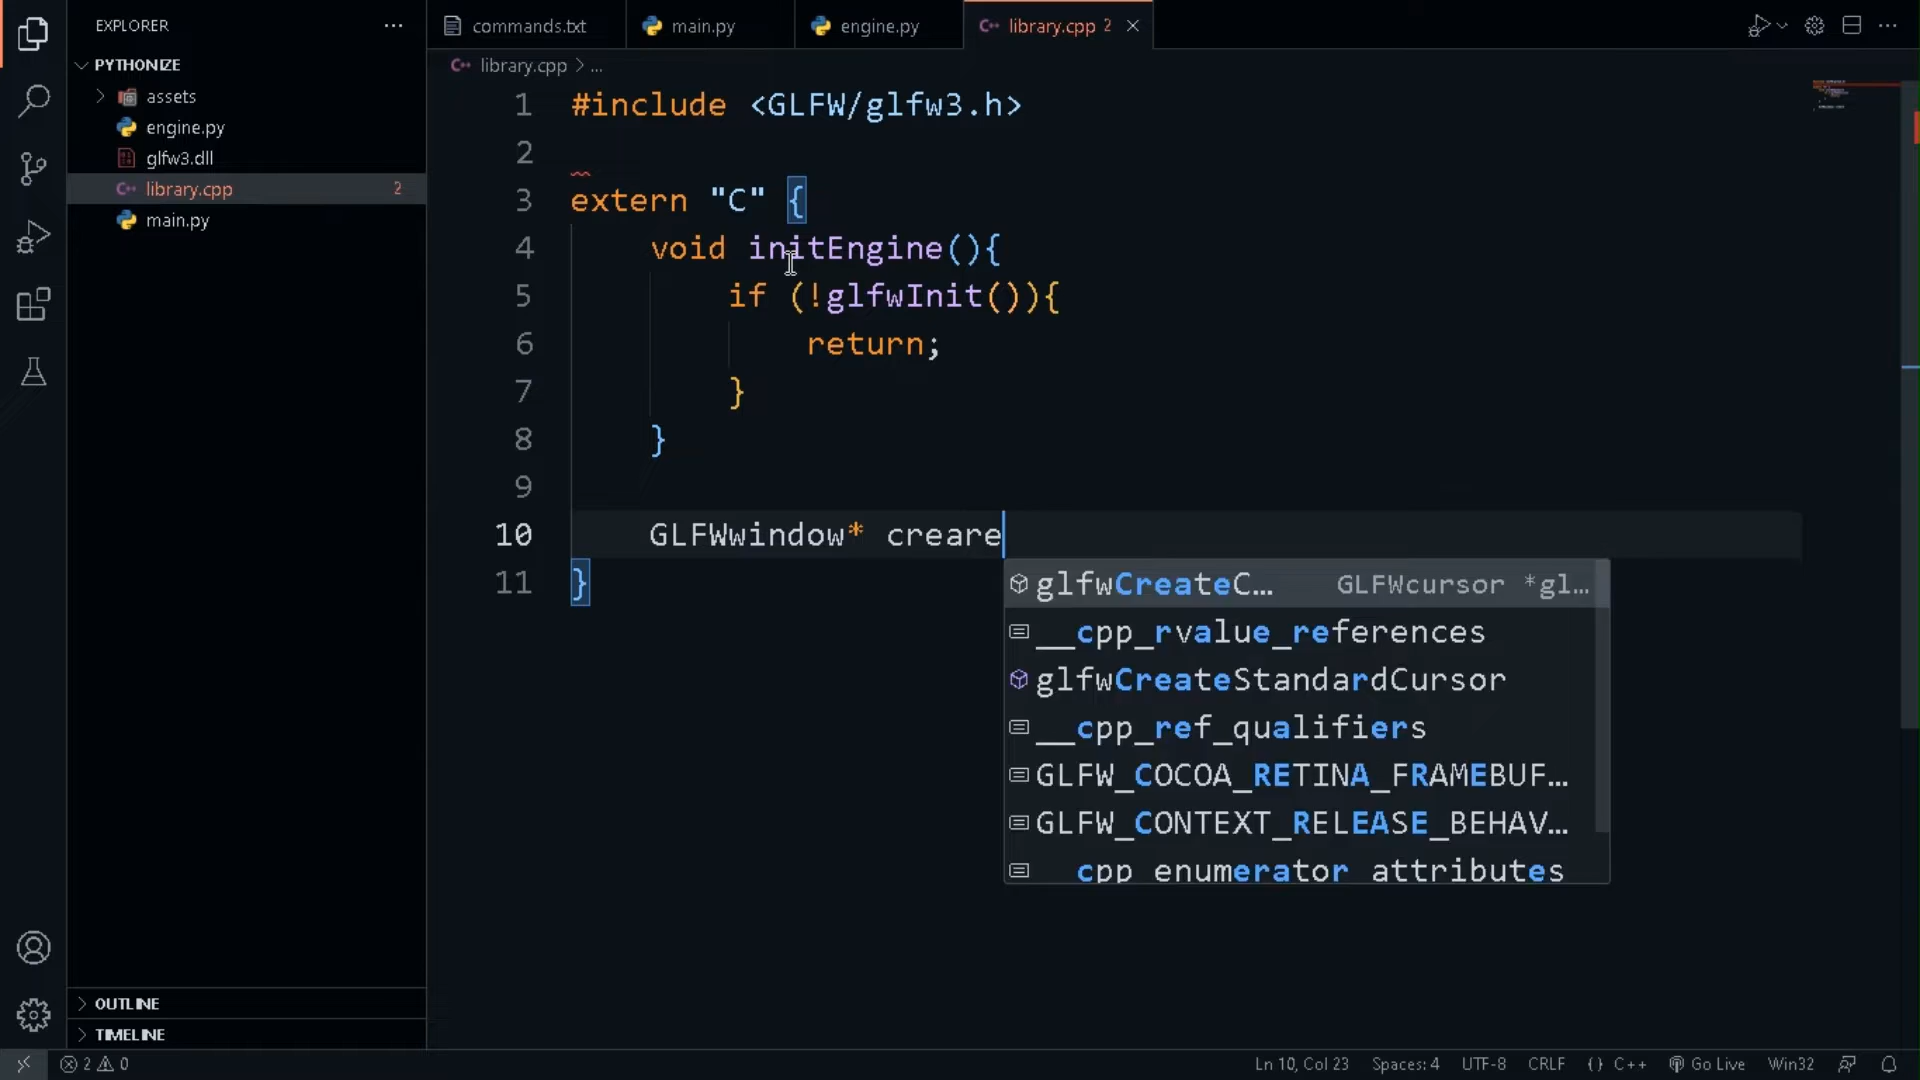 EXPLORER
PYTHONIZE
assets
engine.py
glfw3.dll
library.cpp 2
main.py
OUTLINE
TIMELINE
commands.txt
main.py
engine.py
library.cpp 2
library.cpp > ...
1 #include <GLFW/glfw3.h>
2
3 extern "C" {
4 void initEngine(){
5 if (!glfwInit()){
6 return;
7 }
8 }
9
10 GLFWwindow* creare
11 }
glfwCreateC... GLFWcursor *gl...
__cpp_rvalue_references
glfwCreateStandardCursor
__cpp_ref_qualifiers
GLFW_COCOA_RETINA_FRAMEBUF...
GLFW_CONTEXT_RELEASE_BEHAV...
cpp enumerator attributes
2 0
Ln 10, Col 23 Spaces: 4 UTF-8 CRLF {} C++ Go Live Win32